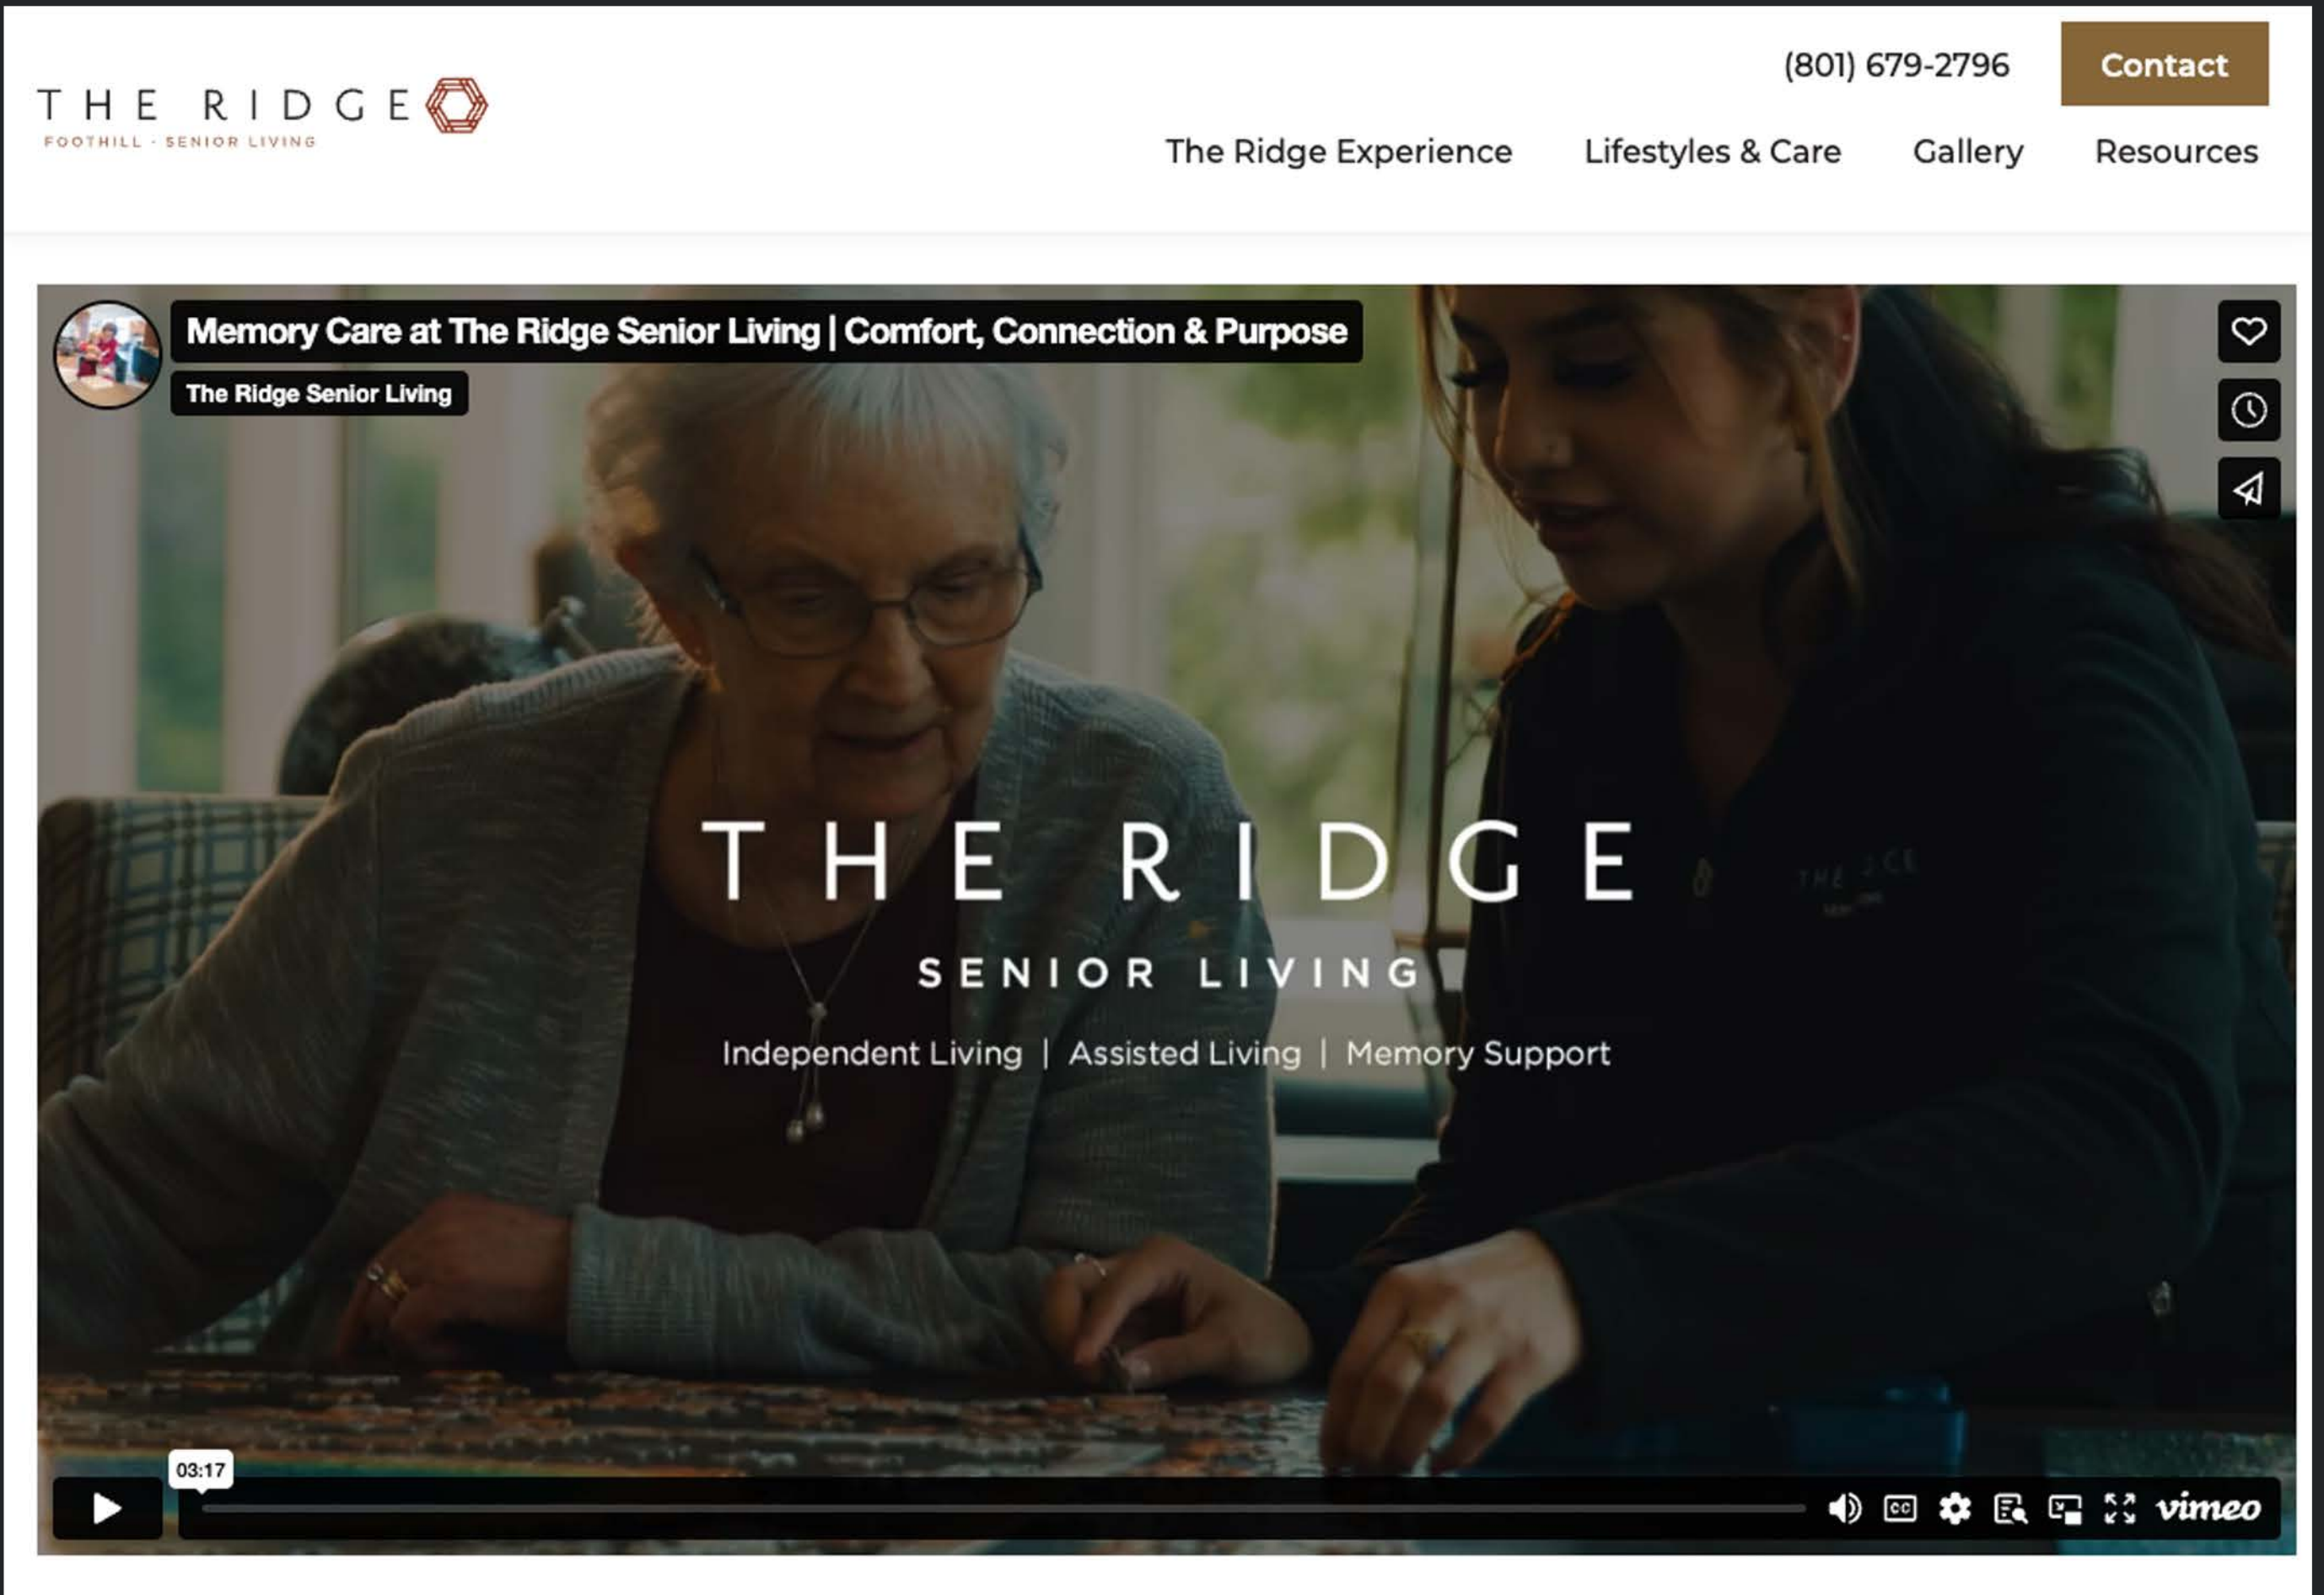 (801) 679-2796
Contact
THE RIDGE
FOOTHILL · SENIOR LIVING
The Ridge Experience
Lifestyles & Care
Gallery
Resources
Memory Care at The Ridge Senior Living | Comfort, Connection & Purpose
The Ridge Senior Living
THE RIDGE
SENIOR LIVING
Independent Living | Assisted Living | Memory Support
03:17
CC
vimeo